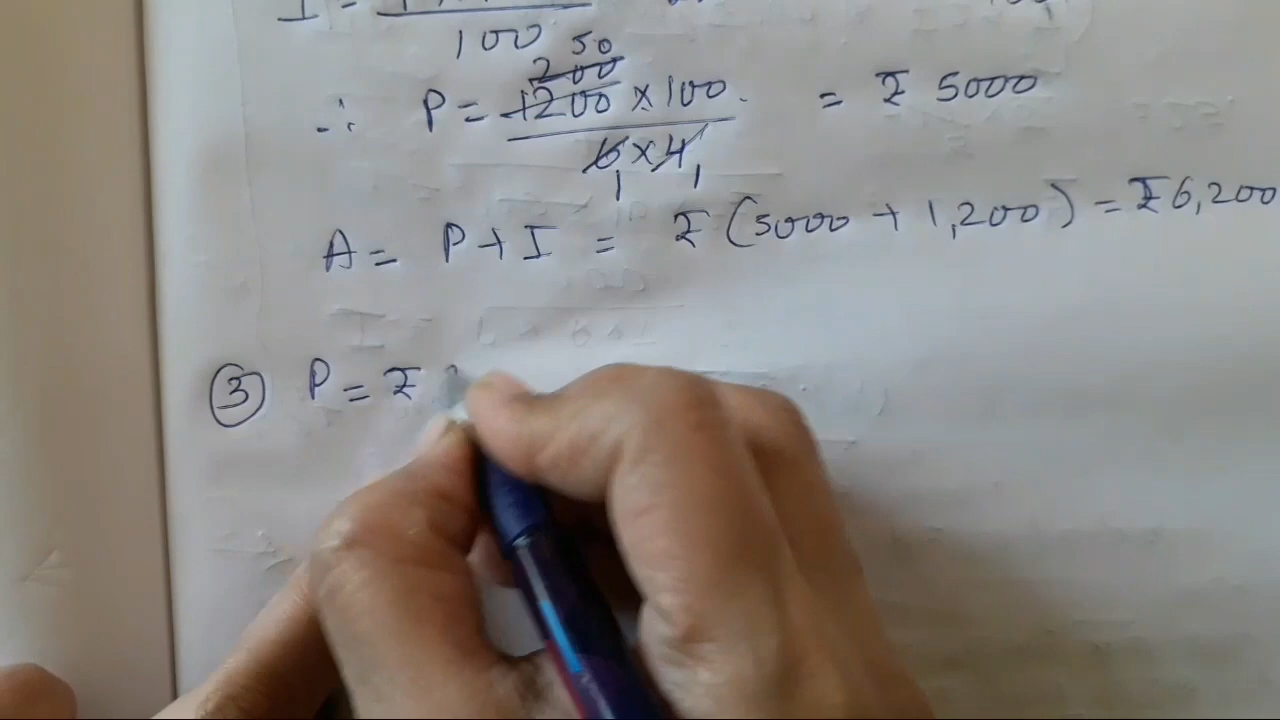 I =
100
50
200
∴ P = 1200 × 100 = ₹ 5000
6 × 4
1 1
A = P + I = ₹ (5000 + 1,200) = ₹ 6,200
3 P = ₹